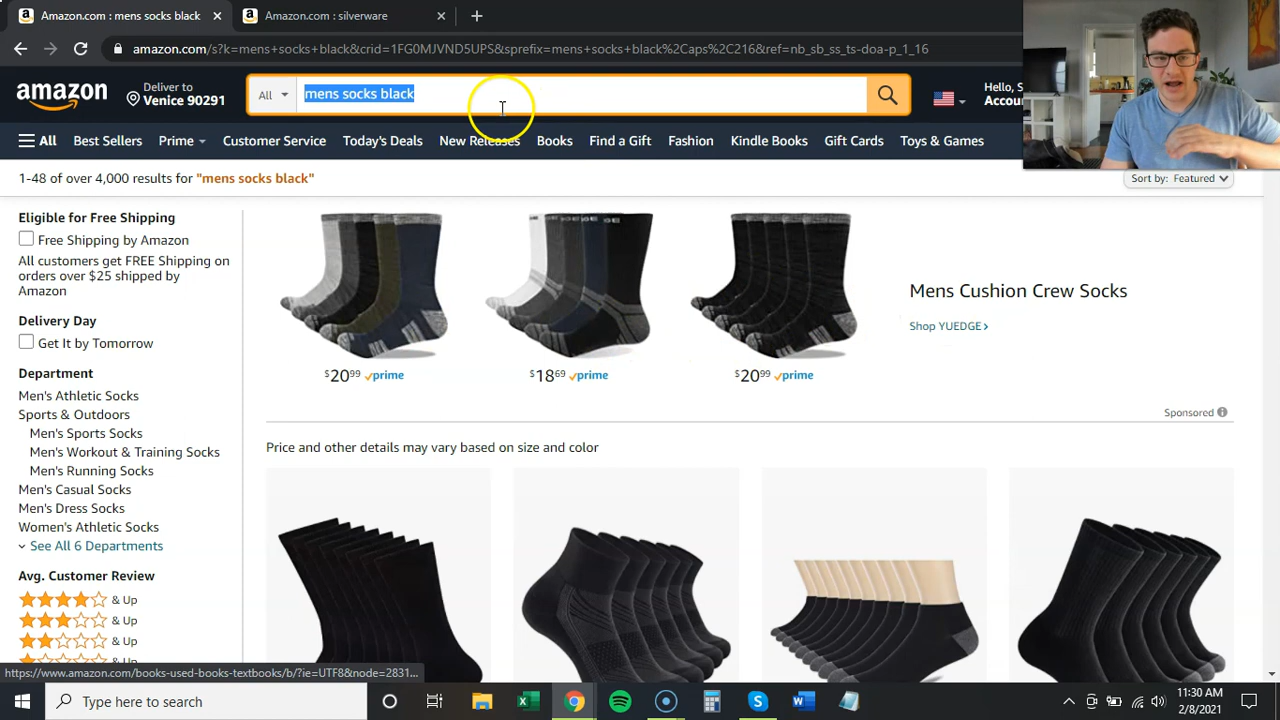 Amazon.com : mens socks black
Amazon.com : silverware
amazon.com/s?k=mens+socks+black&crid=1FG0MJVND5UPS&sprefix=mens+socks+black%2Caps%2C216&ref=nb_sb_ss_ts-doa-p_1_16
amazon
Deliver to
Venice 90291
All
mens socks black
Hello, S
Accou
All
Best Sellers
Prime
Customer Service
Today's Deals
New Releases
Books
Find a Gift
Fashion
Kindle Books
Gift Cards
Toys & Games
1-48 of over 4,000 results for "mens socks black"
Sort by: Featured
Eligible for Free Shipping
Free Shipping by Amazon
All customers get FREE Shipping on
orders over $25 shipped by
Amazon
Delivery Day
Get It by Tomorrow
Department
Men's Athletic Socks
Sports & Outdoors
Men's Sports Socks
Men's Workout & Training Socks
Men's Running Socks
Men's Casual Socks
Men's Dress Socks
Women's Athletic Socks
See All 6 Departments
Avg. Customer Review
& Up
& Up
& Up
$2099 prime
$1869 prime
$2099 prime
Mens Cushion Crew Socks
Shop YUEDGE
Sponsored
Price and other details may vary based on size and color
https://www.amazon.com/books-used-books-textbooks/b/?ie=UTF8&node=2831...
Type here to search
11:30 AM
2/8/2021